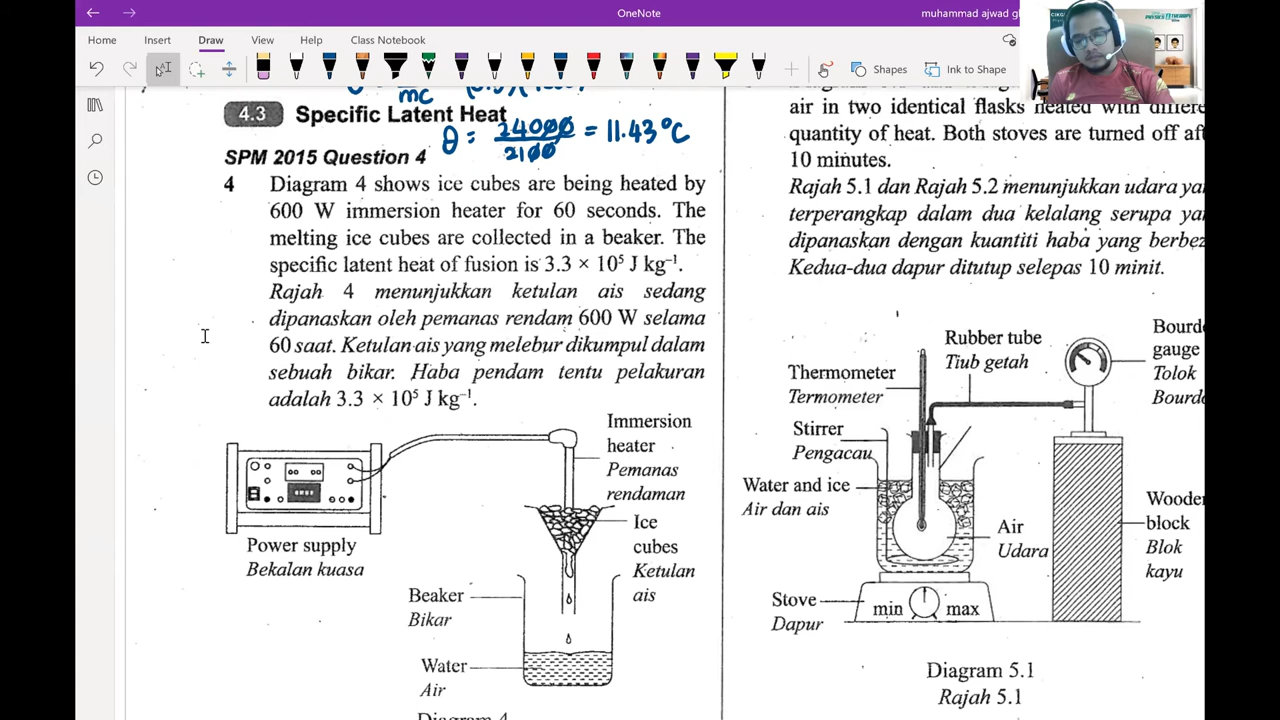 OneNote
muhammad ajwad gh
Home Insert Draw View Help Class Notebook
Shapes Ink to Space
mc
4.3 Specific Latent Heat
θ = 24000 = 11.43 °C
2100
SPM 2015 Question 4
4 Diagram 4 shows ice cubes are being heated by
600 W immersion heater for 60 seconds. The
melting ice cubes are collected in a beaker. The
specific latent heat of fusion is 3.3 × 10⁵ J kg⁻¹.
Rajah 4 menunjukkan ketulan ais sedang
dipanaskan oleh pemanas rendam 600 W selama
60 saat. Ketulan ais yang melebur dikumpul dalam
sebuah bikar. Haba pendam tentu pelakuran
adalah 3.3 × 10⁵ J kg⁻¹.
Immersion
heater
Pemanas
rendaman
Ice
cubes
Ketulan
ais
Power supply
Bekalan kuasa
Beaker
Bikar
Water
Air
Diagram 4
air in two identical flasks heated with differe
quantity of heat. Both stoves are turned off aft
10 minutes.
Rajah 5.1 dan Rajah 5.2 menunjukkan udara ya
terperangkap dalam dua kelalang serupa ya
dipanaskan dengan kuantiti haba yang berbez
Kedua-dua dapur ditutup selepas 10 minit.
Rubber tube
Tiub getah
Bourd
gauge
Tolok
Bourdo
Thermometer
Termometer
Stirrer
Pengacau
Water and ice
Air dan ais
Air
Udara
Wooden
block
Blok
kayu
Stove
Dapur
min max
Diagram 5.1
Rajah 5.1